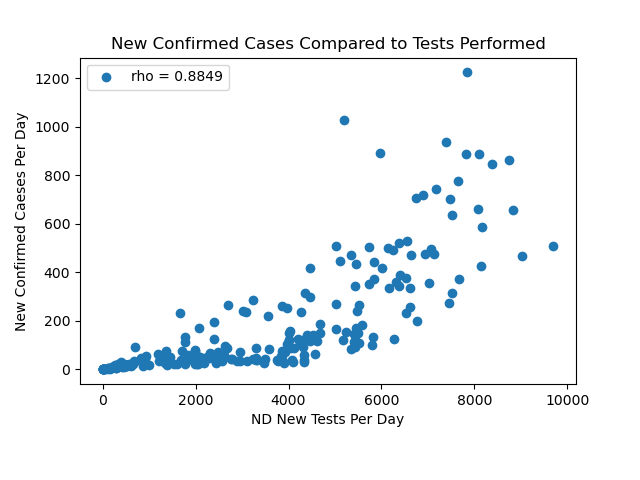 New Confirmed Cases Compared to Tests Performed
rho = 0.8849
New Confirmed Caeses Per Day
1200
1000
800
600
400
200
0
0 2000 4000 6000 8000 10000
ND New Tests Per Day